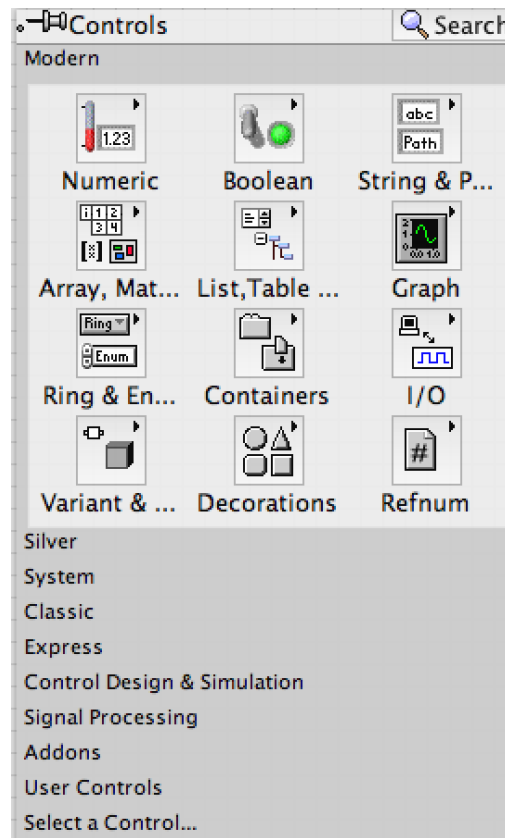 Controls Search
Modern
1.23 abc Path
Numeric Boolean String & P...
i 1 2
3 4
Array, Mat... List,Table ... Graph
Ring
Enum
Ring & En... Containers I/O
#
Variant & ... Decorations Refnum
Silver
System
Classic
Express
Control Design & Simulation
Signal Processing
Addons
User Controls
Select a Control...